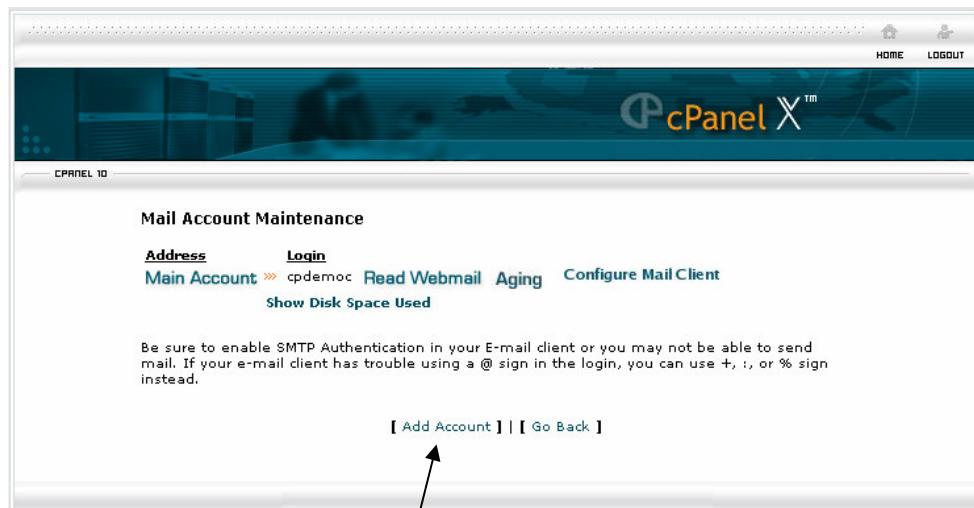 HOME LOGOUT
cPanel X™
CPANEL 10
Mail Account Maintenance
Address Login
Main Account »» cpdemoc Read Webmail Aging Configure Mail Client
Show Disk Space Used
Be sure to enable SMTP Authentication in your E-mail client or you may not be able to send
mail. If your e-mail client has trouble using a @ sign in the login, you can use +, :, or % sign
instead.
[ Add Account ] | [ Go Back ]